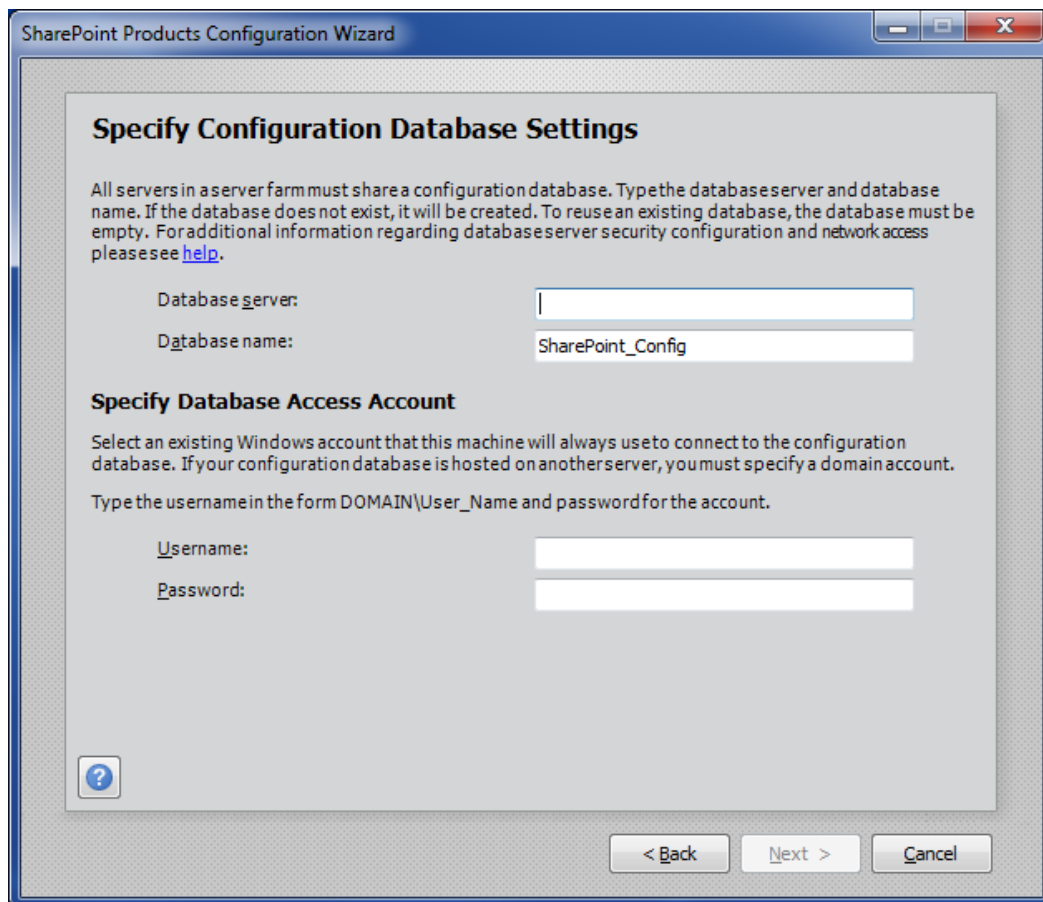 SharePoint Products Configuration Wizard
Specify Configuration Database Settings
All servers in a server farm must share a configuration database. Type the database server and database
name. If the database does not exist, it will be created. To reuse an existing database, the database must be
empty. For additional information regarding database server security configuration and network access
please see help.
Database server:
Database name:
SharePoint_Config
Specify Database Access Account
Select an existing Windows account that this machine will always use to connect to the configuration
database. If your configuration database is hosted on another server, you must specify a domain account.
Type the username in the form DOMAIN\User_Name and password for the account.
Username:
Password:
?
< Back
Next >
Cancel